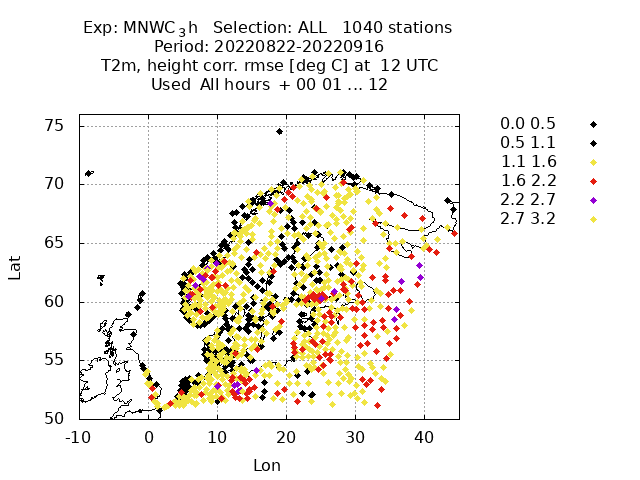 Exp: MNWC₃h   Selection: ALL   1040 stations
Period: 20220822-20220916
T2m, height corr. rmse [deg C] at  12 UTC
Used  All hours  + 00 01 ... 12
0.0 0.5
0.5 1.1
1.1 1.6
1.6 2.2
2.2 2.7
2.7 3.2
75
70
65
60
55
50
Lat
-10 0 10 20 30 40
Lon